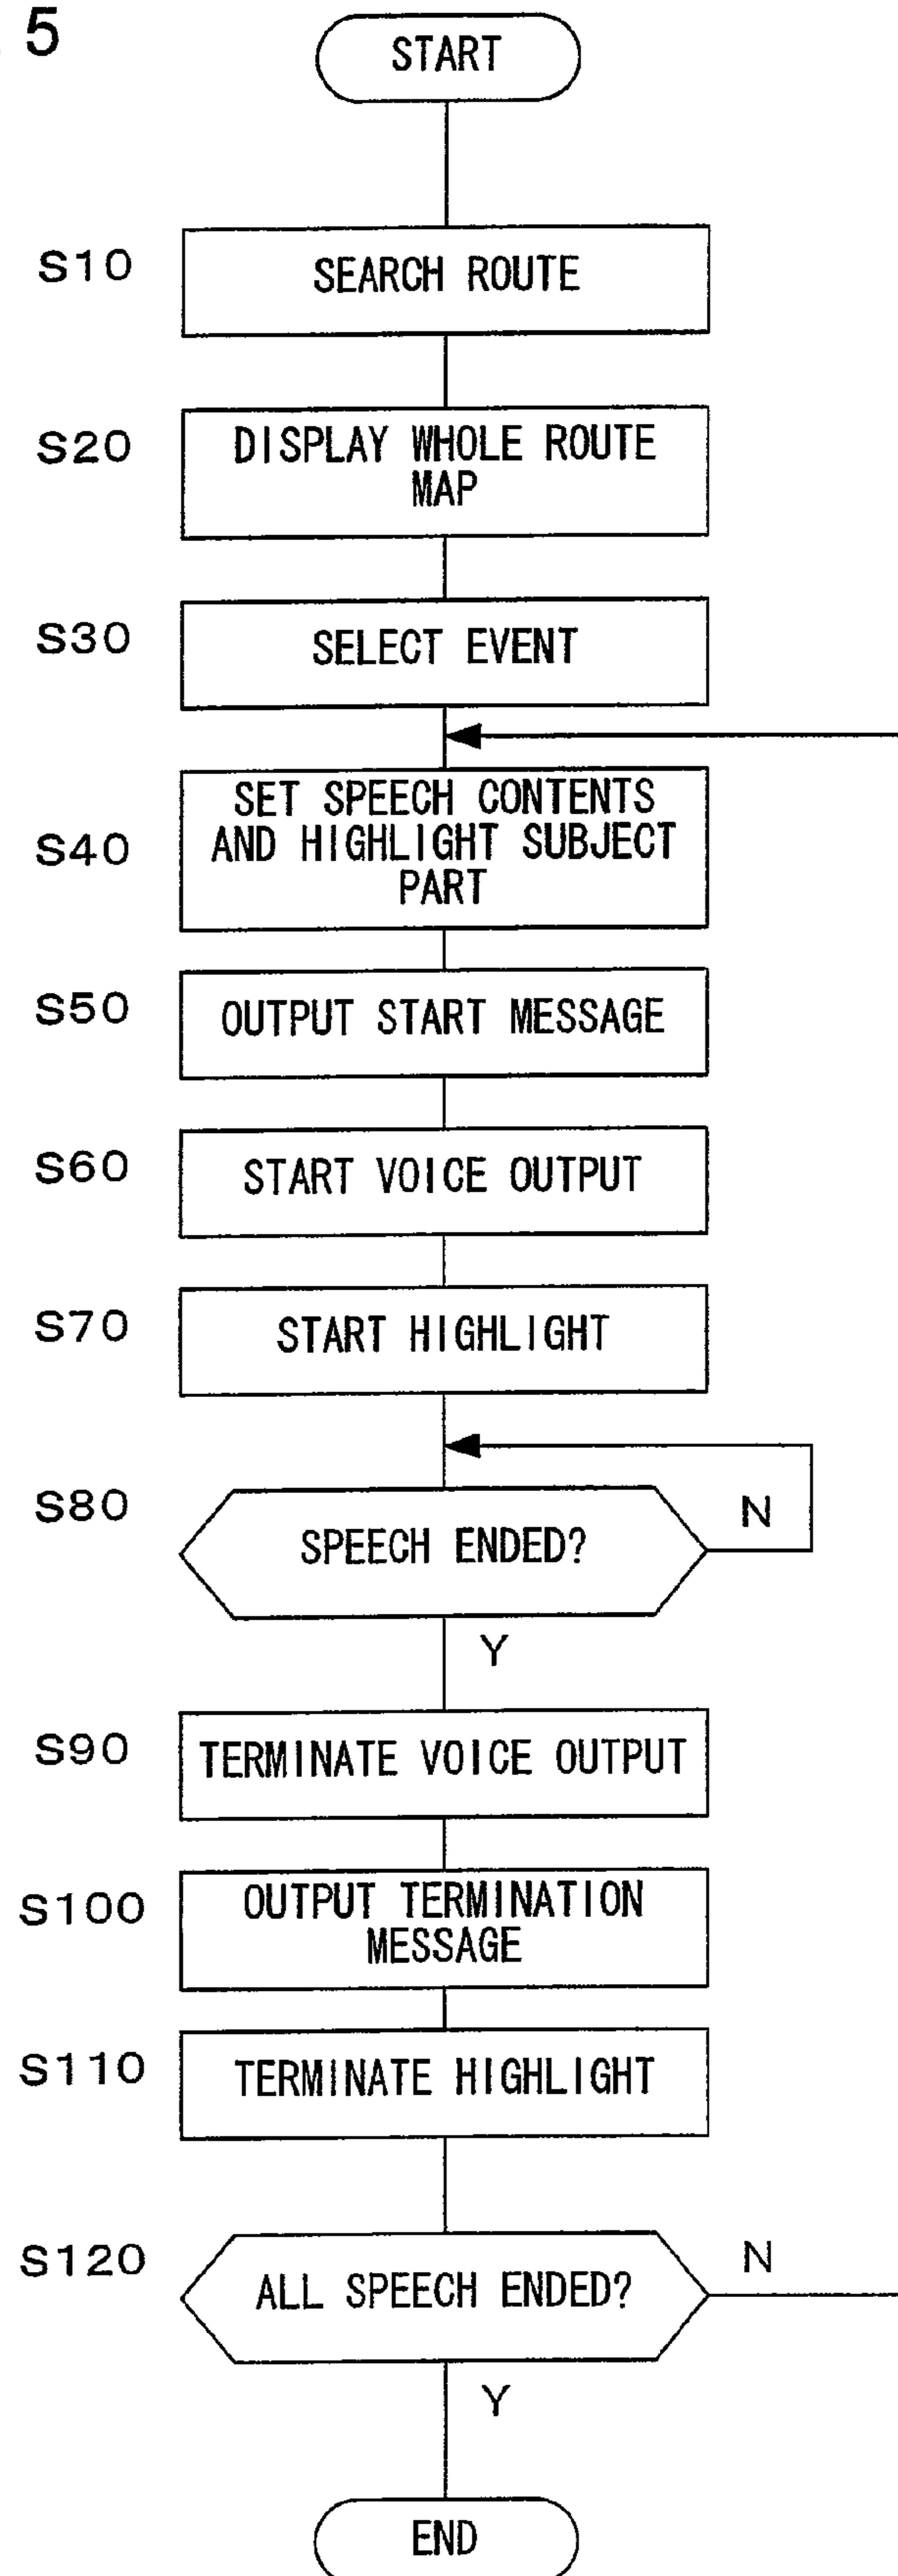 5
START
S10
SEARCH ROUTE
S20
DISPLAY WHOLE ROUTE
MAP
S30
SELECT EVENT
S40
SET SPEECH CONTENTS
AND HIGHLIGHT SUBJECT
PART
S50
OUTPUT START MESSAGE
S60
START VOICE OUTPUT
S70
START HIGHLIGHT
S80
SPEECH ENDED?
N
Y
S90
TERMINATE VOICE OUTPUT
S100
OUTPUT TERMINATION
MESSAGE
S110
TERMINATE HIGHLIGHT
S120
ALL SPEECH ENDED?
N
Y
END